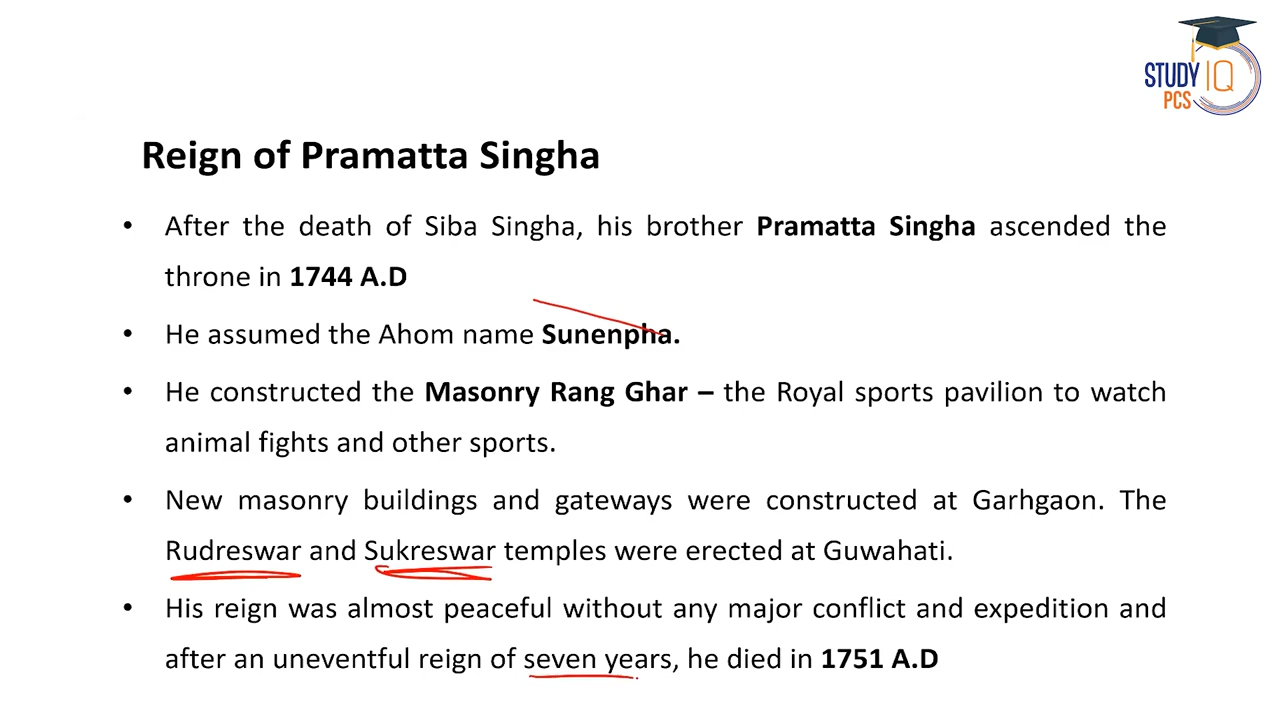 STUDY IQ
PCS
Reign of Pramatta Singha
• After the death of Siba Singha, his brother Pramatta Singha ascended the
throne in 1744 A.D
• He assumed the Ahom name Sunenpha.
• He constructed the Masonry Rang Ghar – the Royal sports pavilion to watch
animal fights and other sports.
• New masonry buildings and gateways were constructed at Garhgaon. The
Rudreswar and Sukreswar temples were erected at Guwahati.
• His reign was almost peaceful without any major conflict and expedition and
after an uneventful reign of seven years, he died in 1751 A.D